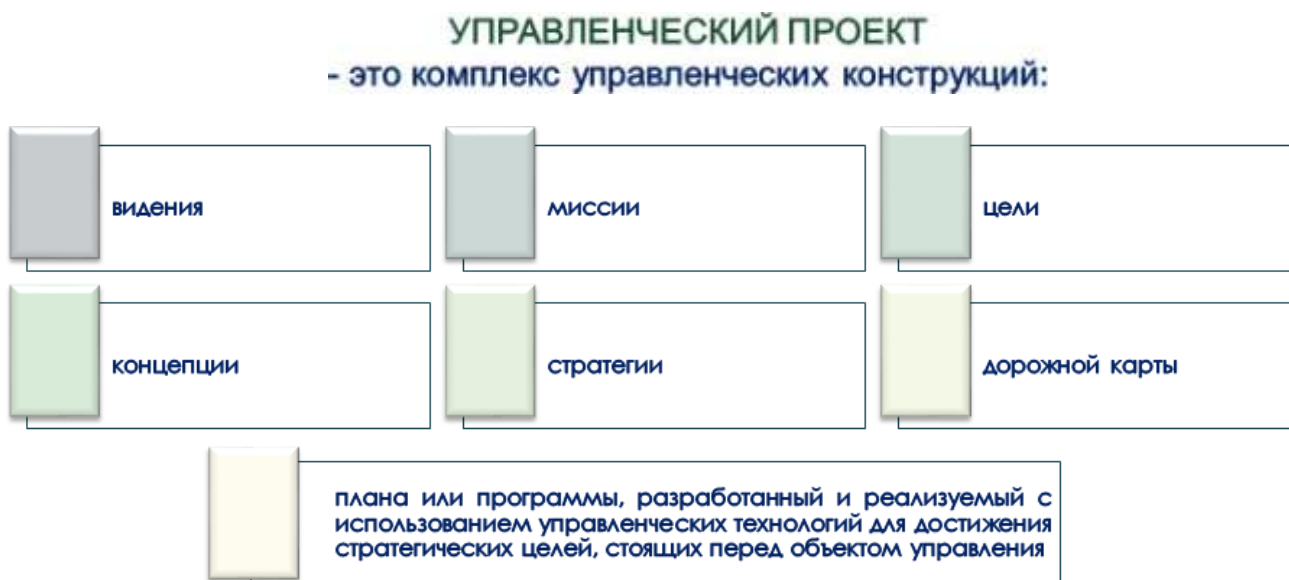 УПРАВЛЕНЧЕСКИЙ ПРОЕКТ
- это комплекс управленческих конструкций:
видения
миссии
цели
концепции
стратегии
дорожной карты
плана или программы, разработанный и реализуемый с
использованием управленческих технологий для достижения
стратегических целей, стоящих перед объектом управления